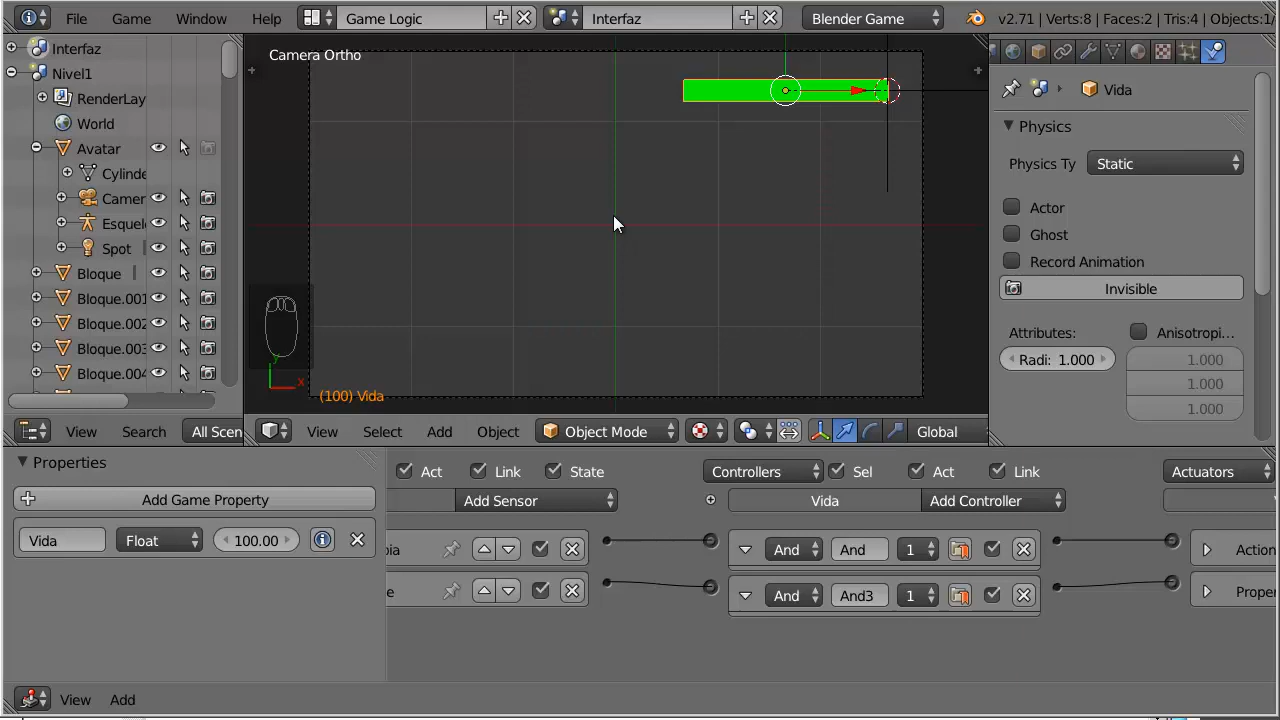 File Game Window Help Game Logic Interfaz Blender Game v2.71 | Verts:8 | Faces:2 | Tris:4 | Objects:1/
Interfaz
Nivel1
RenderLay
World
Avatar
Cylinde
Camer
Esquel
Spot
Bloque
Bloque.001
Bloque.002
Bloque.003
Bloque.004
View Search All Scen
Camera Ortho
y
x
(100) Vida
View Select Add Object Object Mode Global
Vida
Physics
Physics Ty Static
Actor
Ghost
Record Animation
Invisible
Attributes: Anisotropi...
Radi: 1.000 1.000
1.000
1.000
Properties
Add Game Property
Vida Float 100.00
Act Link State Controllers Sel Act Link Actuators
Add Sensor Vida Add Controller
bia And And 1 Action
e And And3 1 Proper
View Add